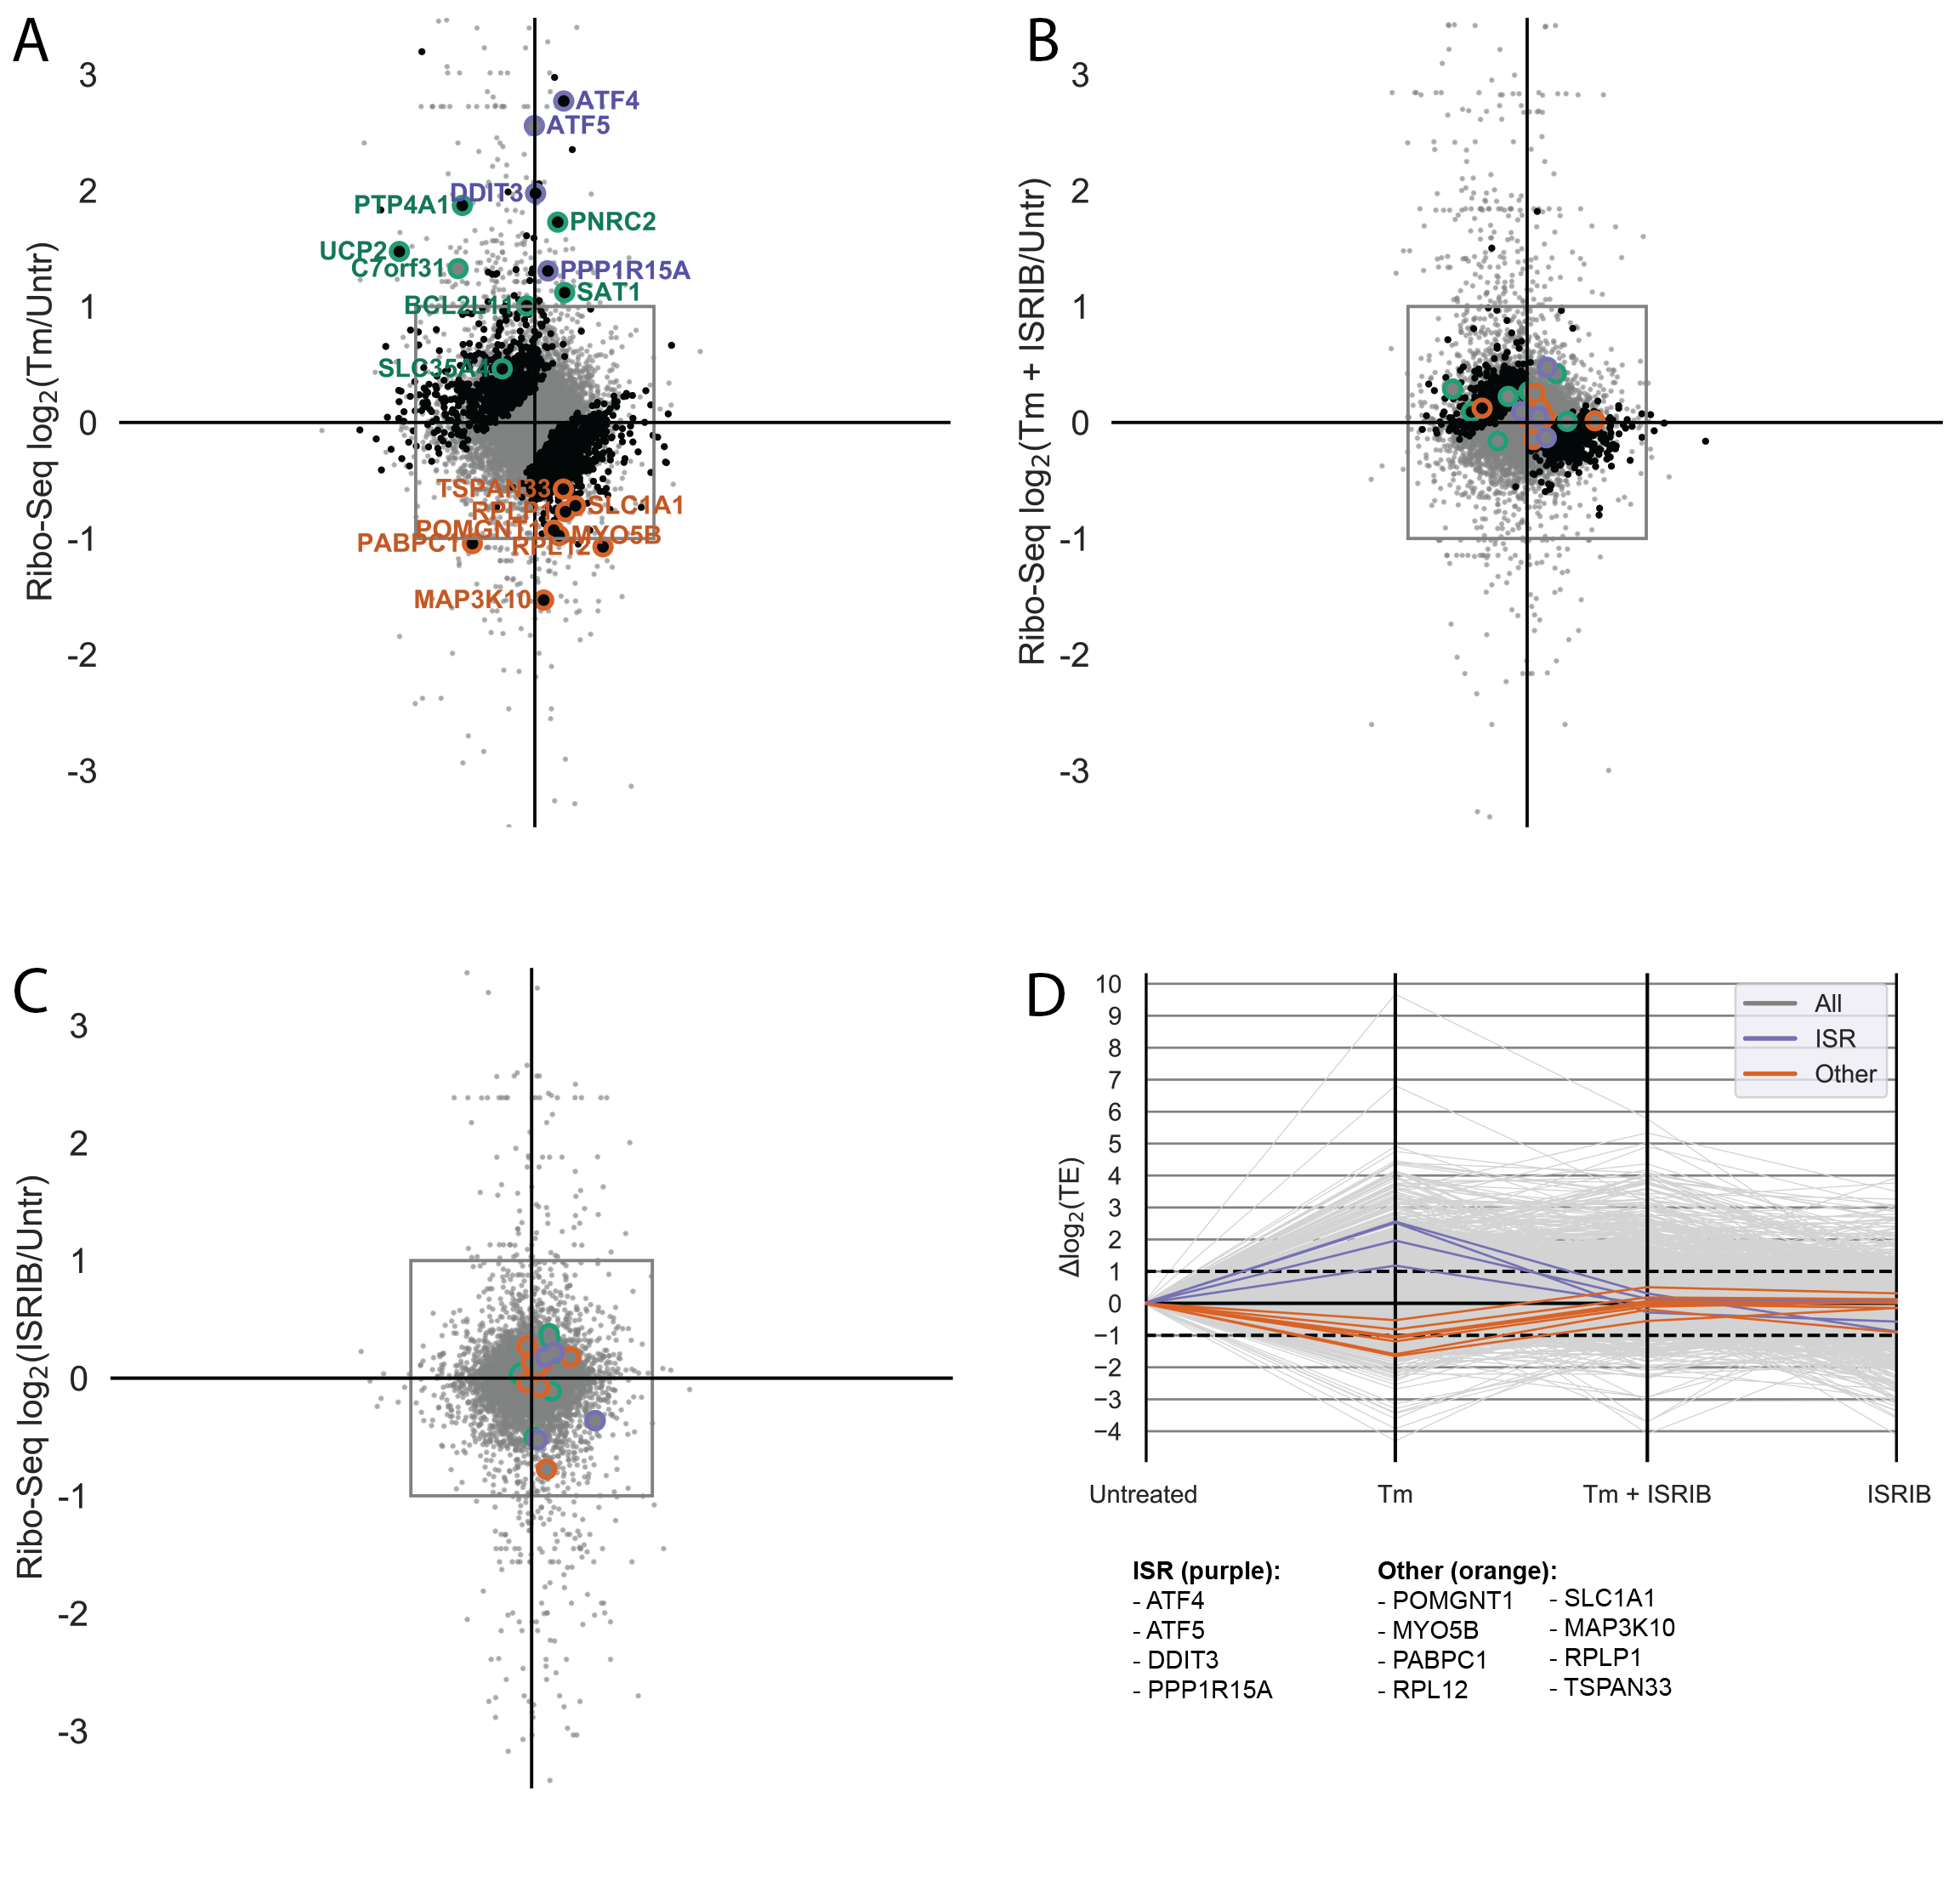 A
Ribo-Seq log2(Tm/Untr)
3
2
1
0
-1
-2
-3
ATF4
ATF5
DDIT3
PTP4A1
PNRC2
UCP2
C7orf31
PPP1R15A
SAT1
BCL2L11
SLC35A4
TSPAN33
SLC1A1
RPLP1
POMGNT1
MYO5B
PABPC1
RPL12
MAP3K10
B
Ribo-Seq log2(Tm + ISRIB/Untr)
3
2
1
0
-1
-2
-3
C
Ribo-Seq log2(ISRIB/Untr)
3
2
1
0
-1
-2
-3
D
Δlog2(TE)
10
9
8
7
6
5
4
3
2
1
0
−1
−2
−3
−4
All
ISR
Other
Untreated
Tm
Tm + ISRIB
ISRIB
ISR (purple):
- ATF4
- ATF5
- DDIT3
- PPP1R15A
Other (orange):
- POMGNT1
- MYO5B
- PABPC1
- RPL12
- SLC1A1
- MAP3K10
- RPLP1
- TSPAN33